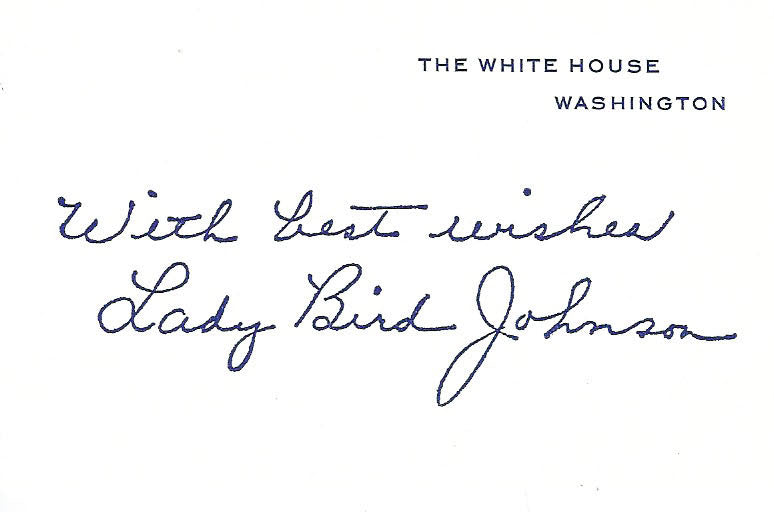 THE WHITE HOUSE
WASHINGTON
With best wishes
Lady Bird Johnson